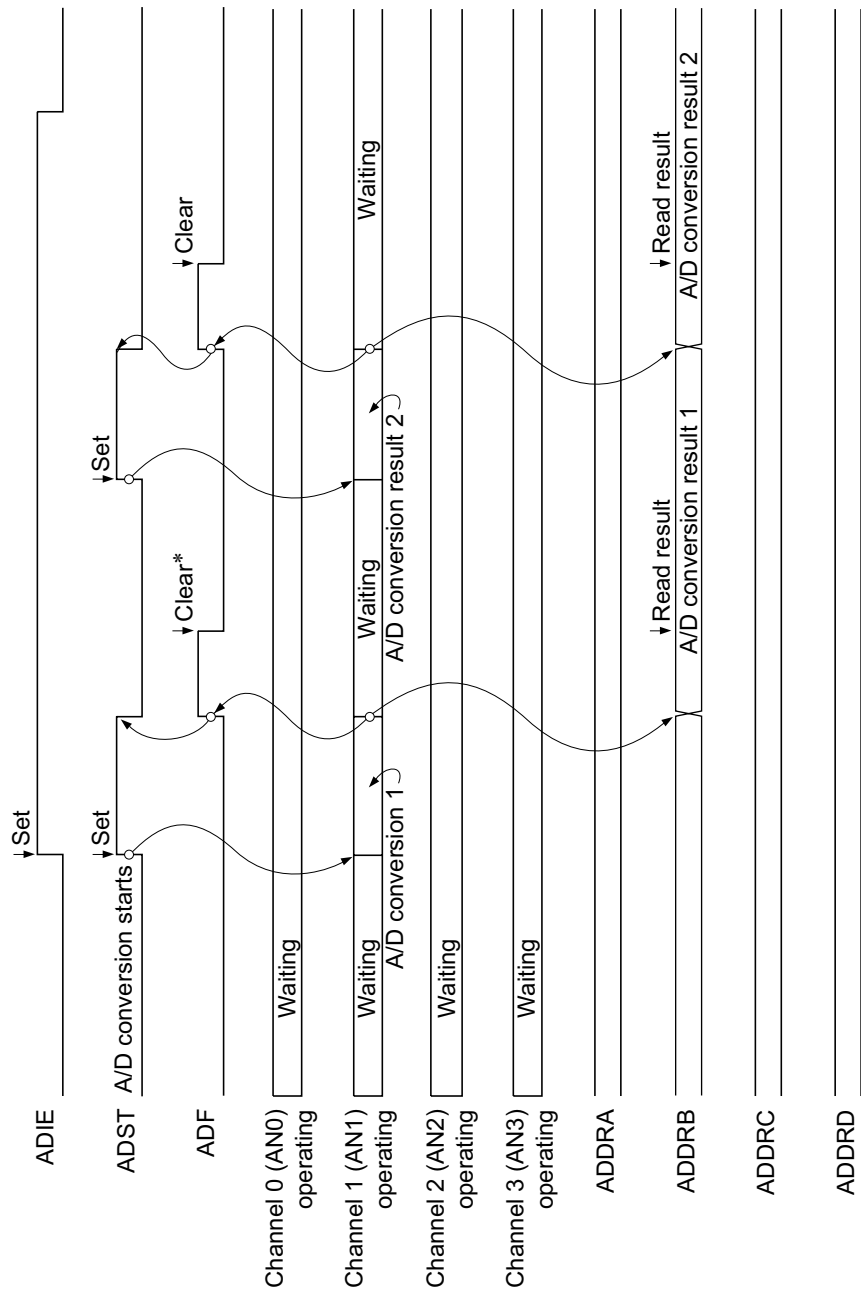 ADIE
Set
ADST
A/D conversion starts
Set
Set
ADF
Clear*
Clear
Channel 0 (AN0)
operating
Waiting
Channel 1 (AN1)
operating
Waiting
Waiting
Waiting
A/D conversion 1
A/D conversion result 2
Channel 2 (AN2)
operating
Waiting
Channel 3 (AN3)
operating
Waiting
ADDRA
Read result
Read result
ADDRB
A/D conversion result 1
A/D conversion result 2
ADDRC
ADDRD